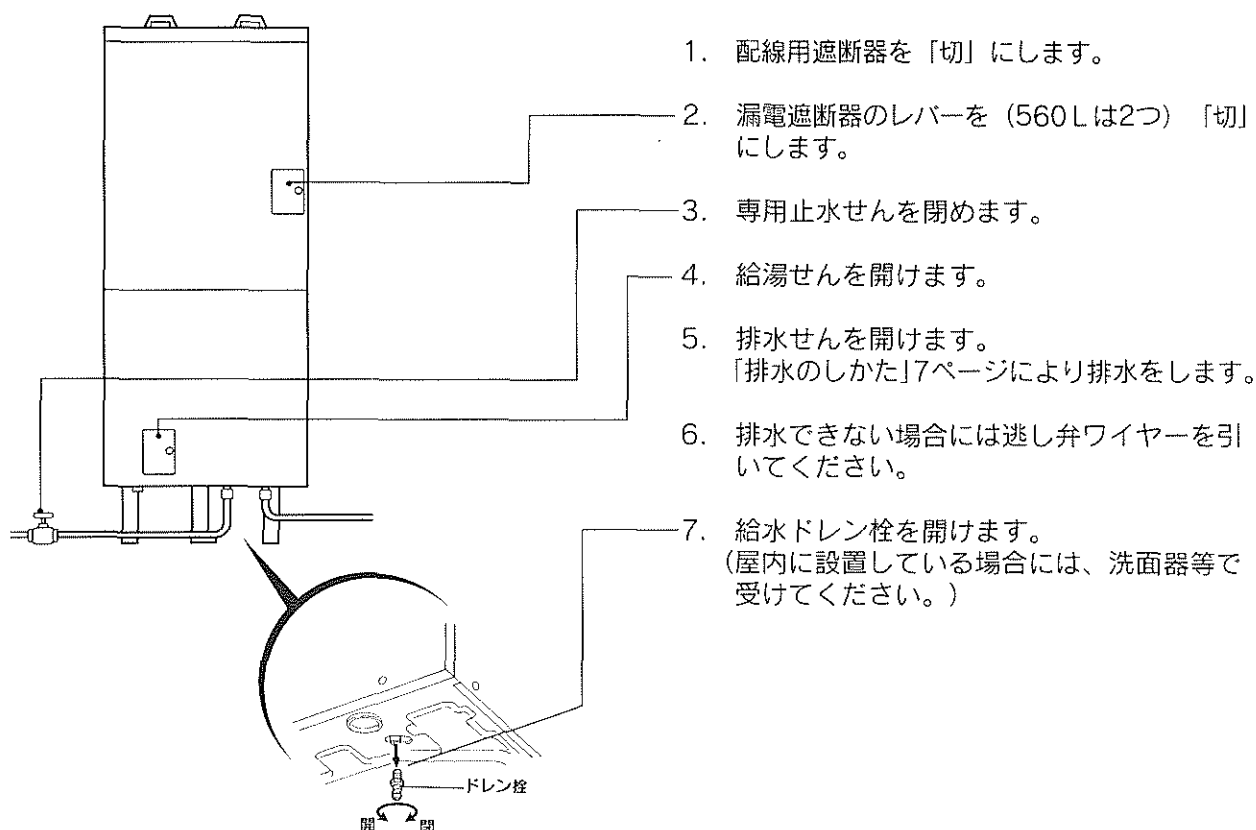 1. 配線用遮断器を「切」にします。
2. 漏電遮断器のレバーを（560Lは2つ）「切」
にします。
3. 専用止水せんを閉めます。
4. 給湯せんを開けます。
5. 排水せんを開けます。
「排水のしかた」7ページにより排水をします。
6. 排水できない場合には逃し弁ワイヤーを引
いてください。
7. 給水ドレン栓を開けます。
（屋内に設置している場合には、洗面器等で
受けてください。）
ドレン栓
開 閉